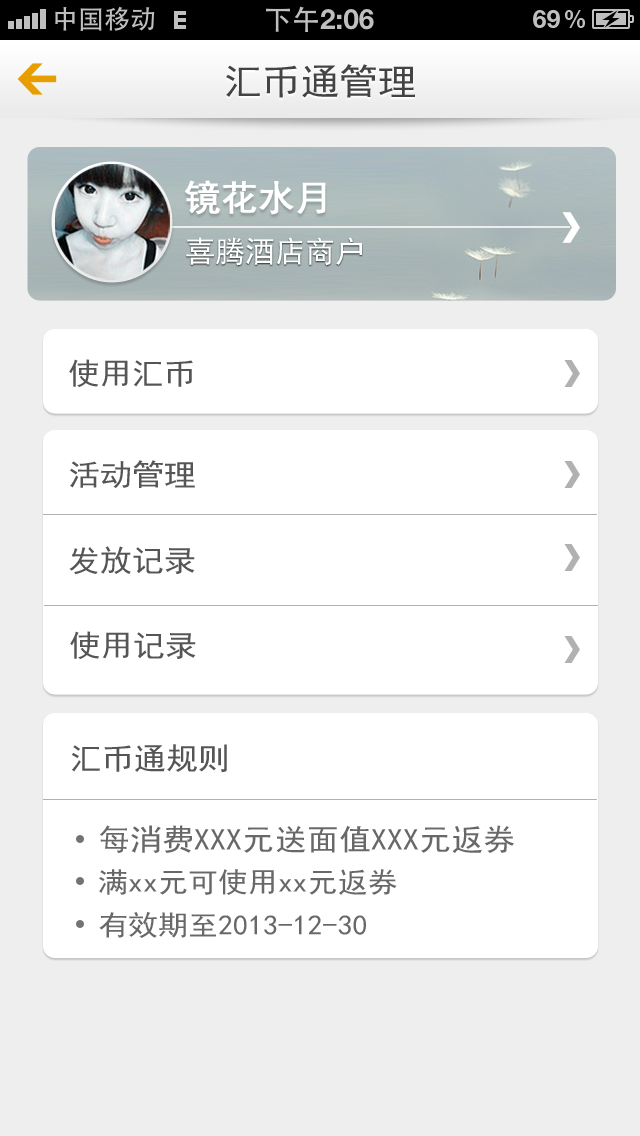 中国移动 E 下午2:06 69%
汇币通管理
镜花水月
喜腾酒店商户
使用汇币
活动管理
发放记录
使用记录
汇币通规则
• 每消费XXX元送面值XXX元返券
• 满xx元可使用xx元返券
• 有效期至2013-12-30